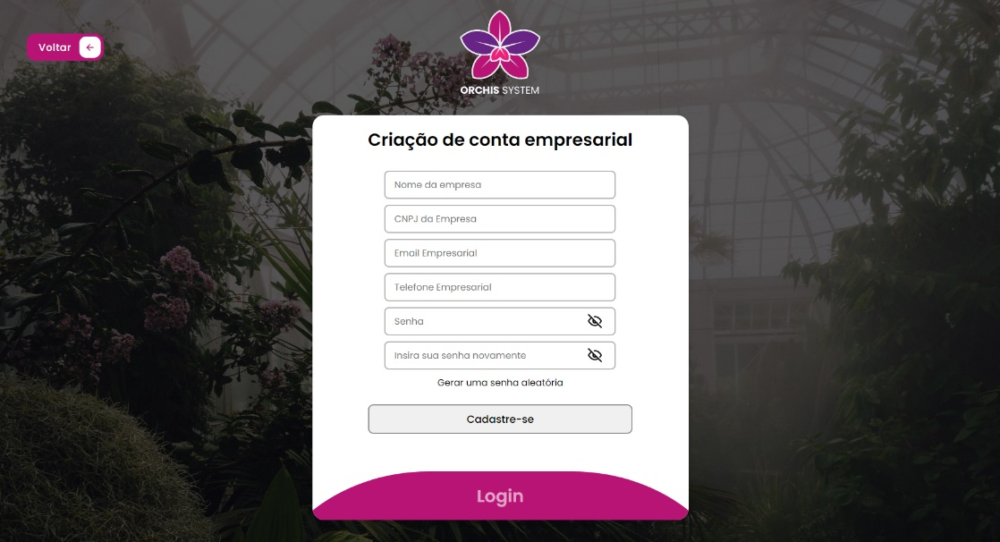 Voltar
ORCHIS SYSTEM
Criação de conta empresarial
Nome da empresa
CNPJ da Empresa
Email Empresarial
Telefone Empresarial
Senha
Insira sua senha novamente
Gerar uma senha aleatória
Cadastre-se
Login